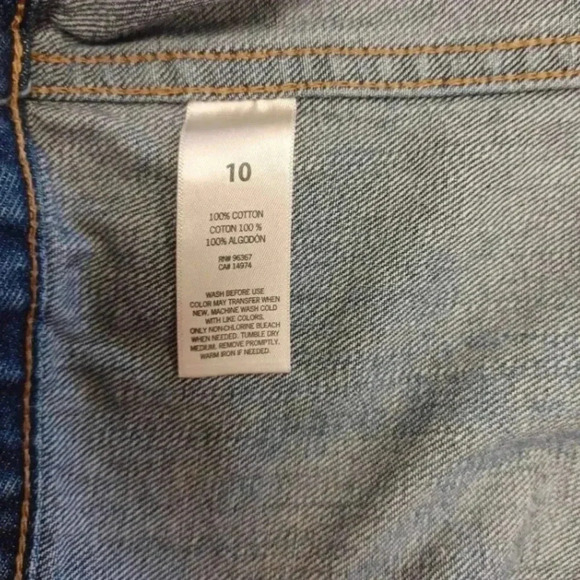 10
100% COTTON
COTON 100 %
100% ALGODÓN
RN# 96367
CA# 14974
WASH BEFORE USE
COLOR MAY TRANSFER WHEN
NEW. MACHINE WASH COLD
WITH LIKE COLORS.
ONLY NON-CHLORINE BLEACH
WHEN NEEDED. TUMBLE DRY
MEDIUM. REMOVE PROMPTLY.
WARM IRON IF NEEDED.